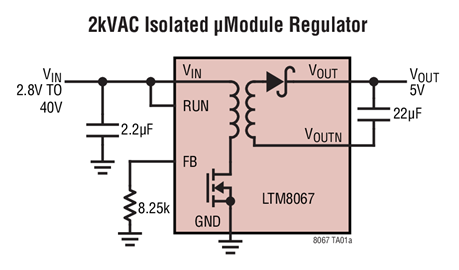 2kVAC Isolated µModule Regulator
VIN
2.8V TO
40V
VIN
VOUT
VOUT
5V
RUN
2.2µF
22µF
VOUTN
FB
8.25k
LTM8067
GND
8067 TA01a